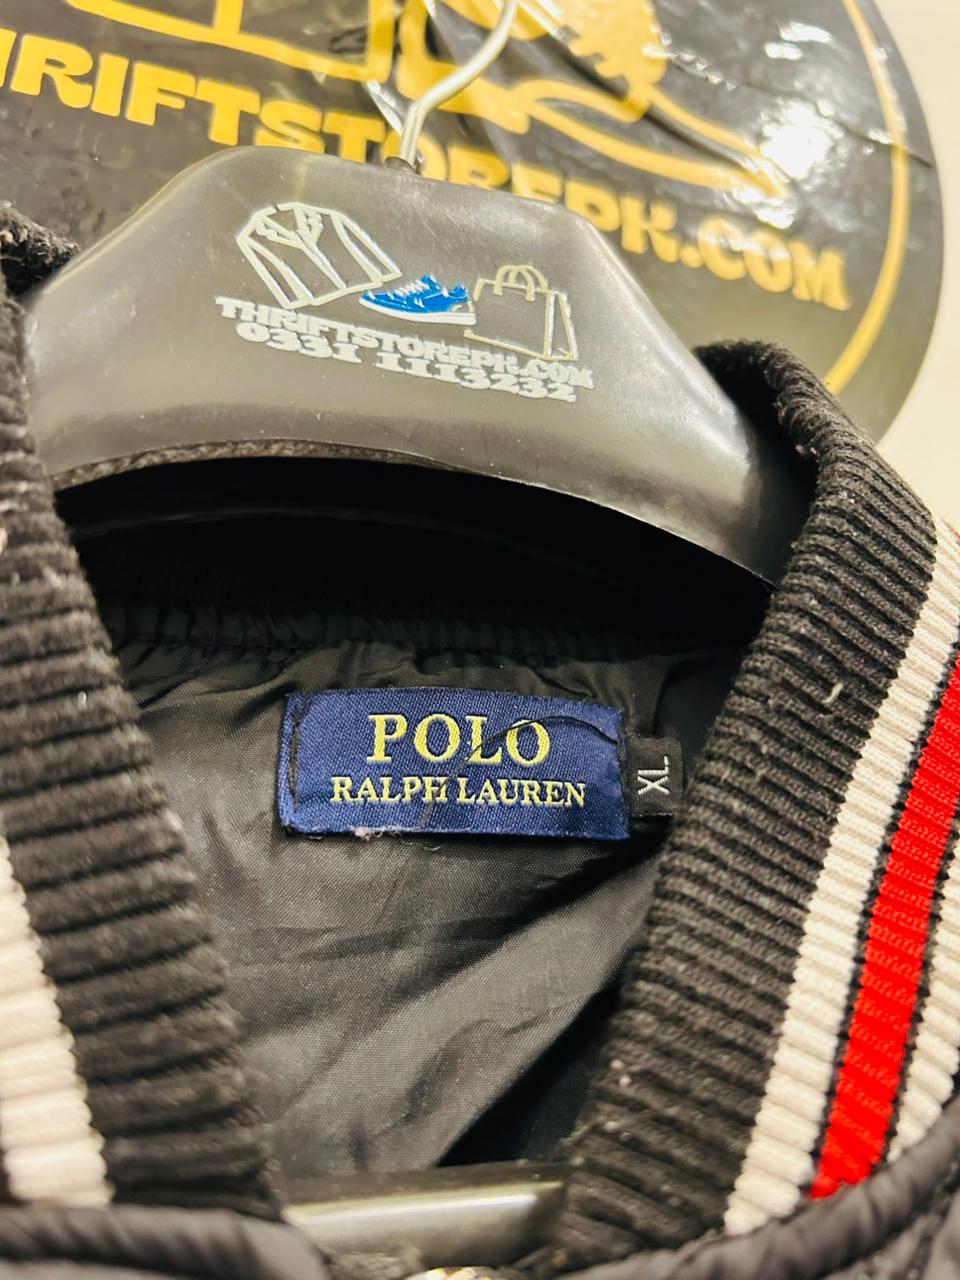 HRIFTSTOREPK.COM
THRIFTSTOREPK.COM
0331 1113232
POLO
RALPH LAUREN
XL